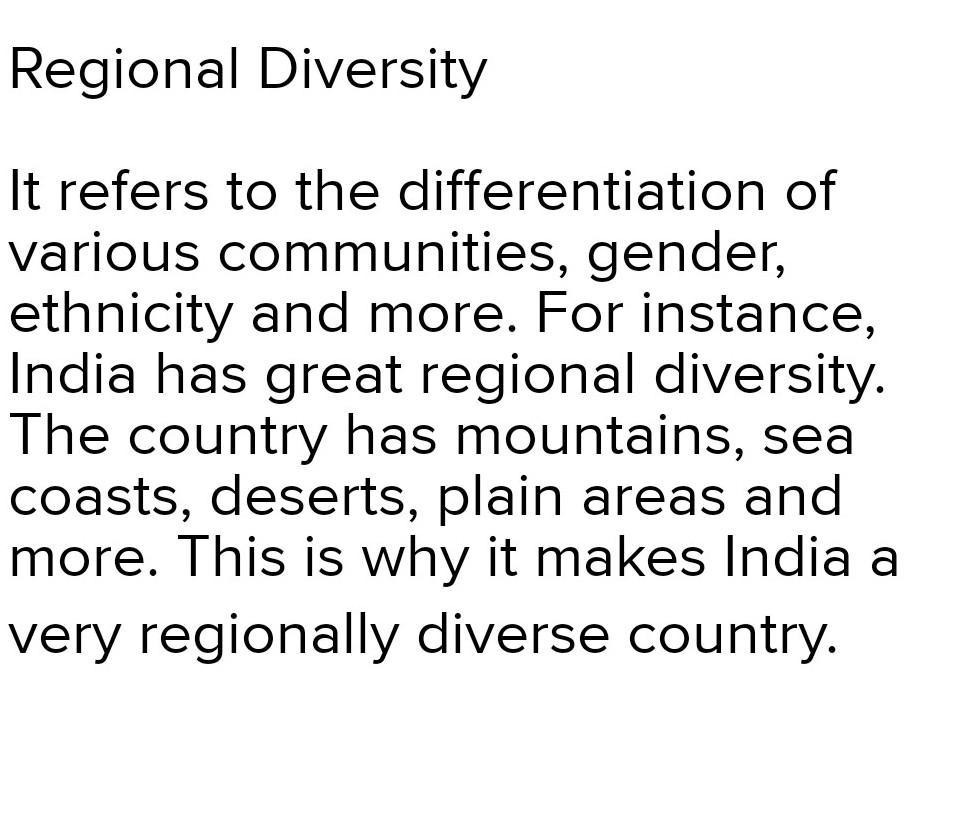 Regional Diversity
It refers to the differentiation of
various communities, gender,
ethnicity and more. For instance,
India has great regional diversity.
The country has mountains, sea
coasts, deserts, plain areas and
more. This is why it makes India a
very regionally diverse country.